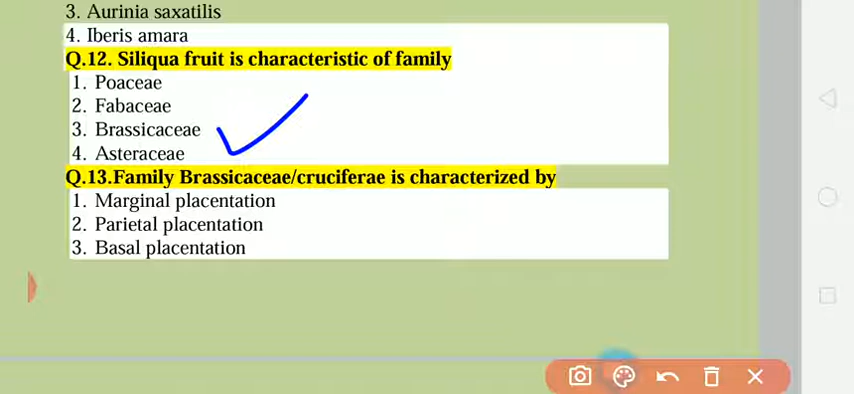 3. Aurinia saxatilis
4. Iberis amara
Q.12. Siliqua fruit is characteristic of family
1. Poaceae
2. Fabaceae
3. Brassicaceae
4. Asteraceae
Q.13.Family Brassicaceae/cruciferae is characterized by
1. Marginal placentation
2. Parietal placentation
3. Basal placentation